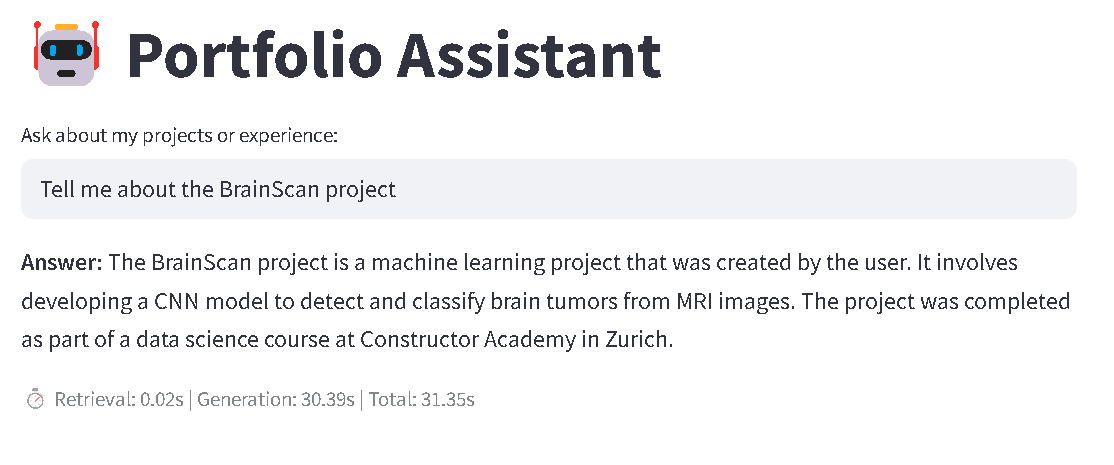 Portfolio Assistant
Ask about my projects or experience:
Tell me about the BrainScan project
Answer: The BrainScan project is a machine learning project that was created by the user. It involves
developing a CNN model to detect and classify brain tumors from MRI images. The project was completed
as part of a data science course at Constructor Academy in Zurich.
Retrieval: 0.02s | Generation: 30.39s | Total: 31.35s